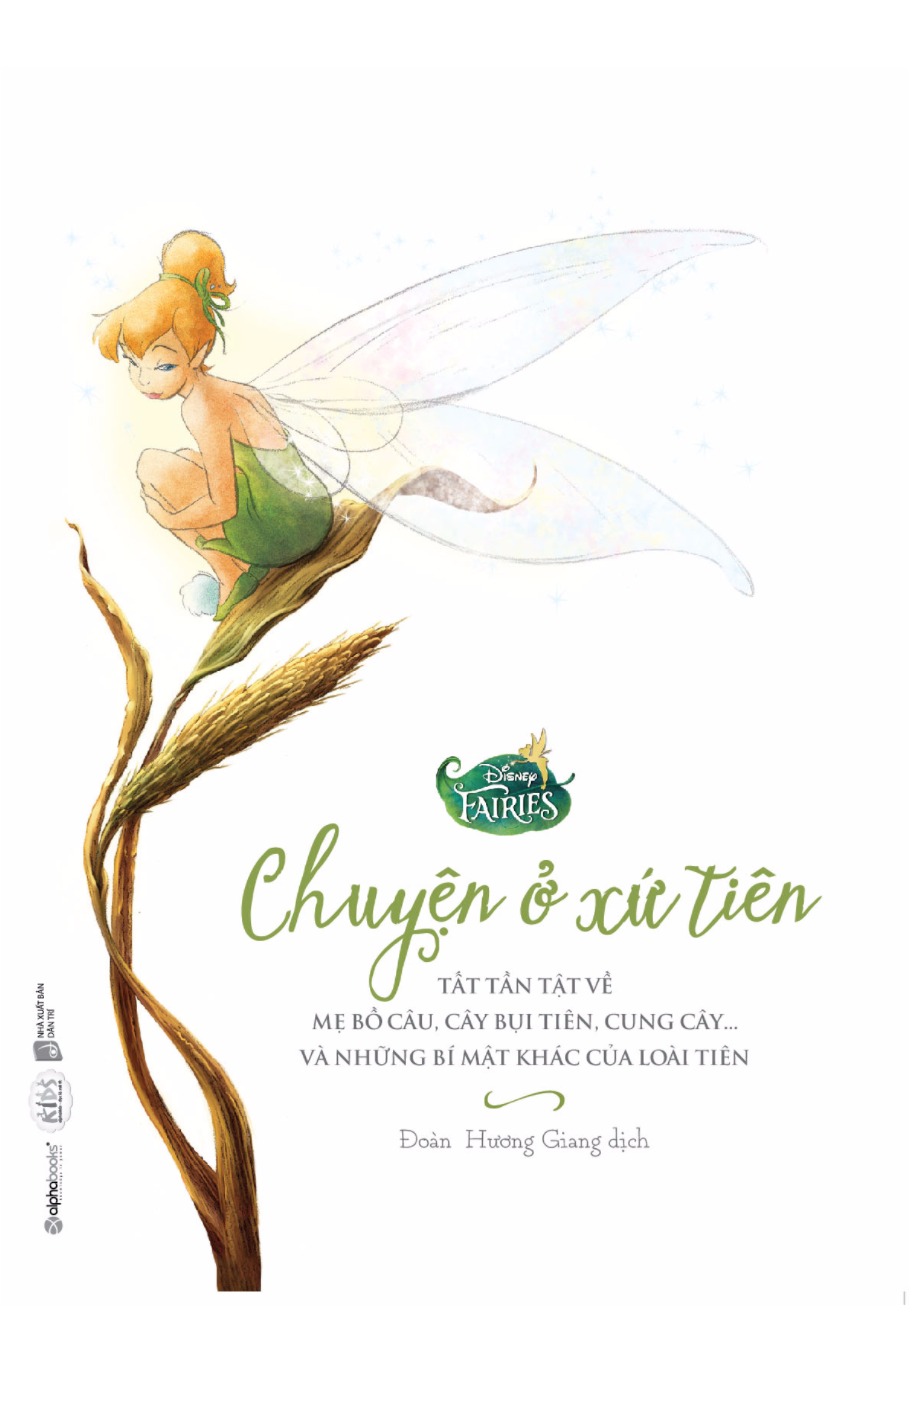 DISNEY
FAIRIES
Chuyện ở xứ tiên
TẤT TẦN TẬT VỀ
MẸ BỒ CÂU, CÂY BỤI TIÊN, CUNG CÂY...
VÀ NHỮNG BÍ MẬT KHÁC CỦA LOÀI TIÊN
Đoàn Hương Giang dịch
NHÀ XUẤT BẢN
DÂN TRÍ
KIDS
alphabooks